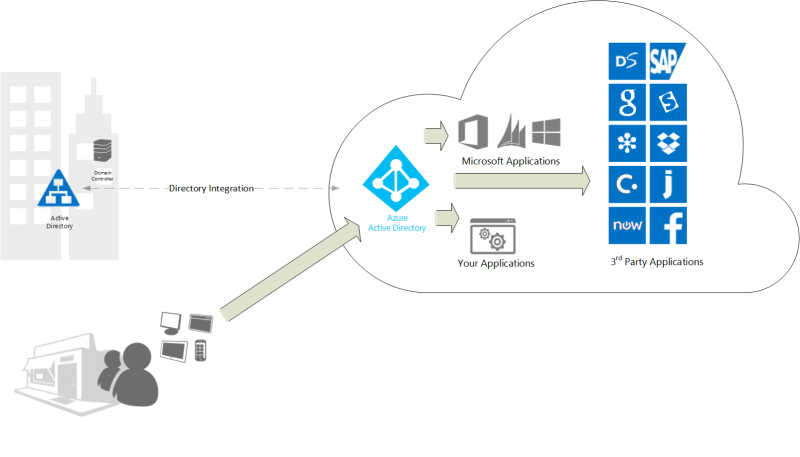 Domain
Controller
Active
Directory
Directory Integration
Azure
Active Directory
Microsoft Applications
Your Applications
DS
SAP
g
S
C
j
now
f
3rd Party Applications